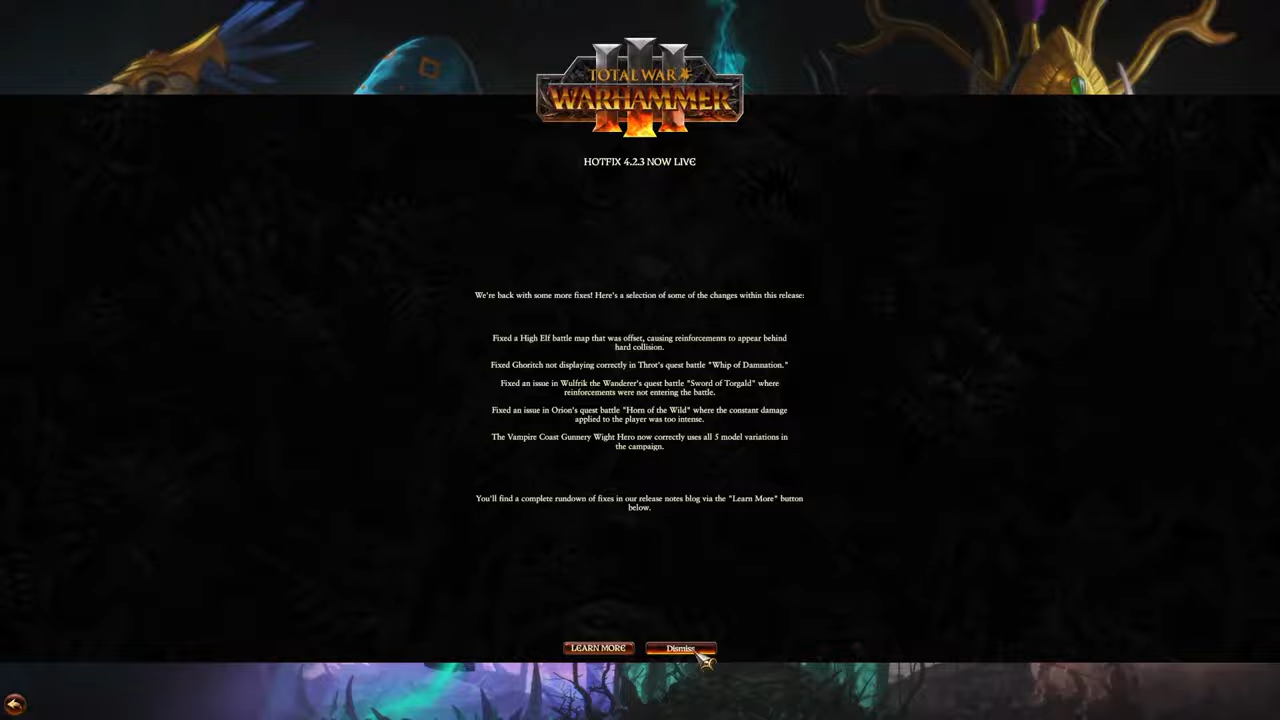 TOTAL WAR
WARHAMMER
III
HOTFIX 4.2.3 NOW LIVE
We're back with some more fixes! Here's a selection of some of the changes within this release:
Fixed a High Elf battle map that was offset, causing reinforcements to appear behind
hard collision.
Fixed Ghoritch not displaying correctly in Throt's quest battle "Whip of Damnation."
Fixed an issue in Wulfrik the Wanderer's quest battle "Sword of Torgald" where
reinforcements were not entering the battle.
Fixed an issue in Orion's quest battle "Horn of the Wild" where the constant damage
applied to the player was too intense.
The Vampire Coast Gunnery Wight Hero now correctly uses all 5 model variations in
the campaign.
You'll find a complete rundown of fixes in our release notes blog via the "Learn More" button
below.
LEARN MORE
Dismiss